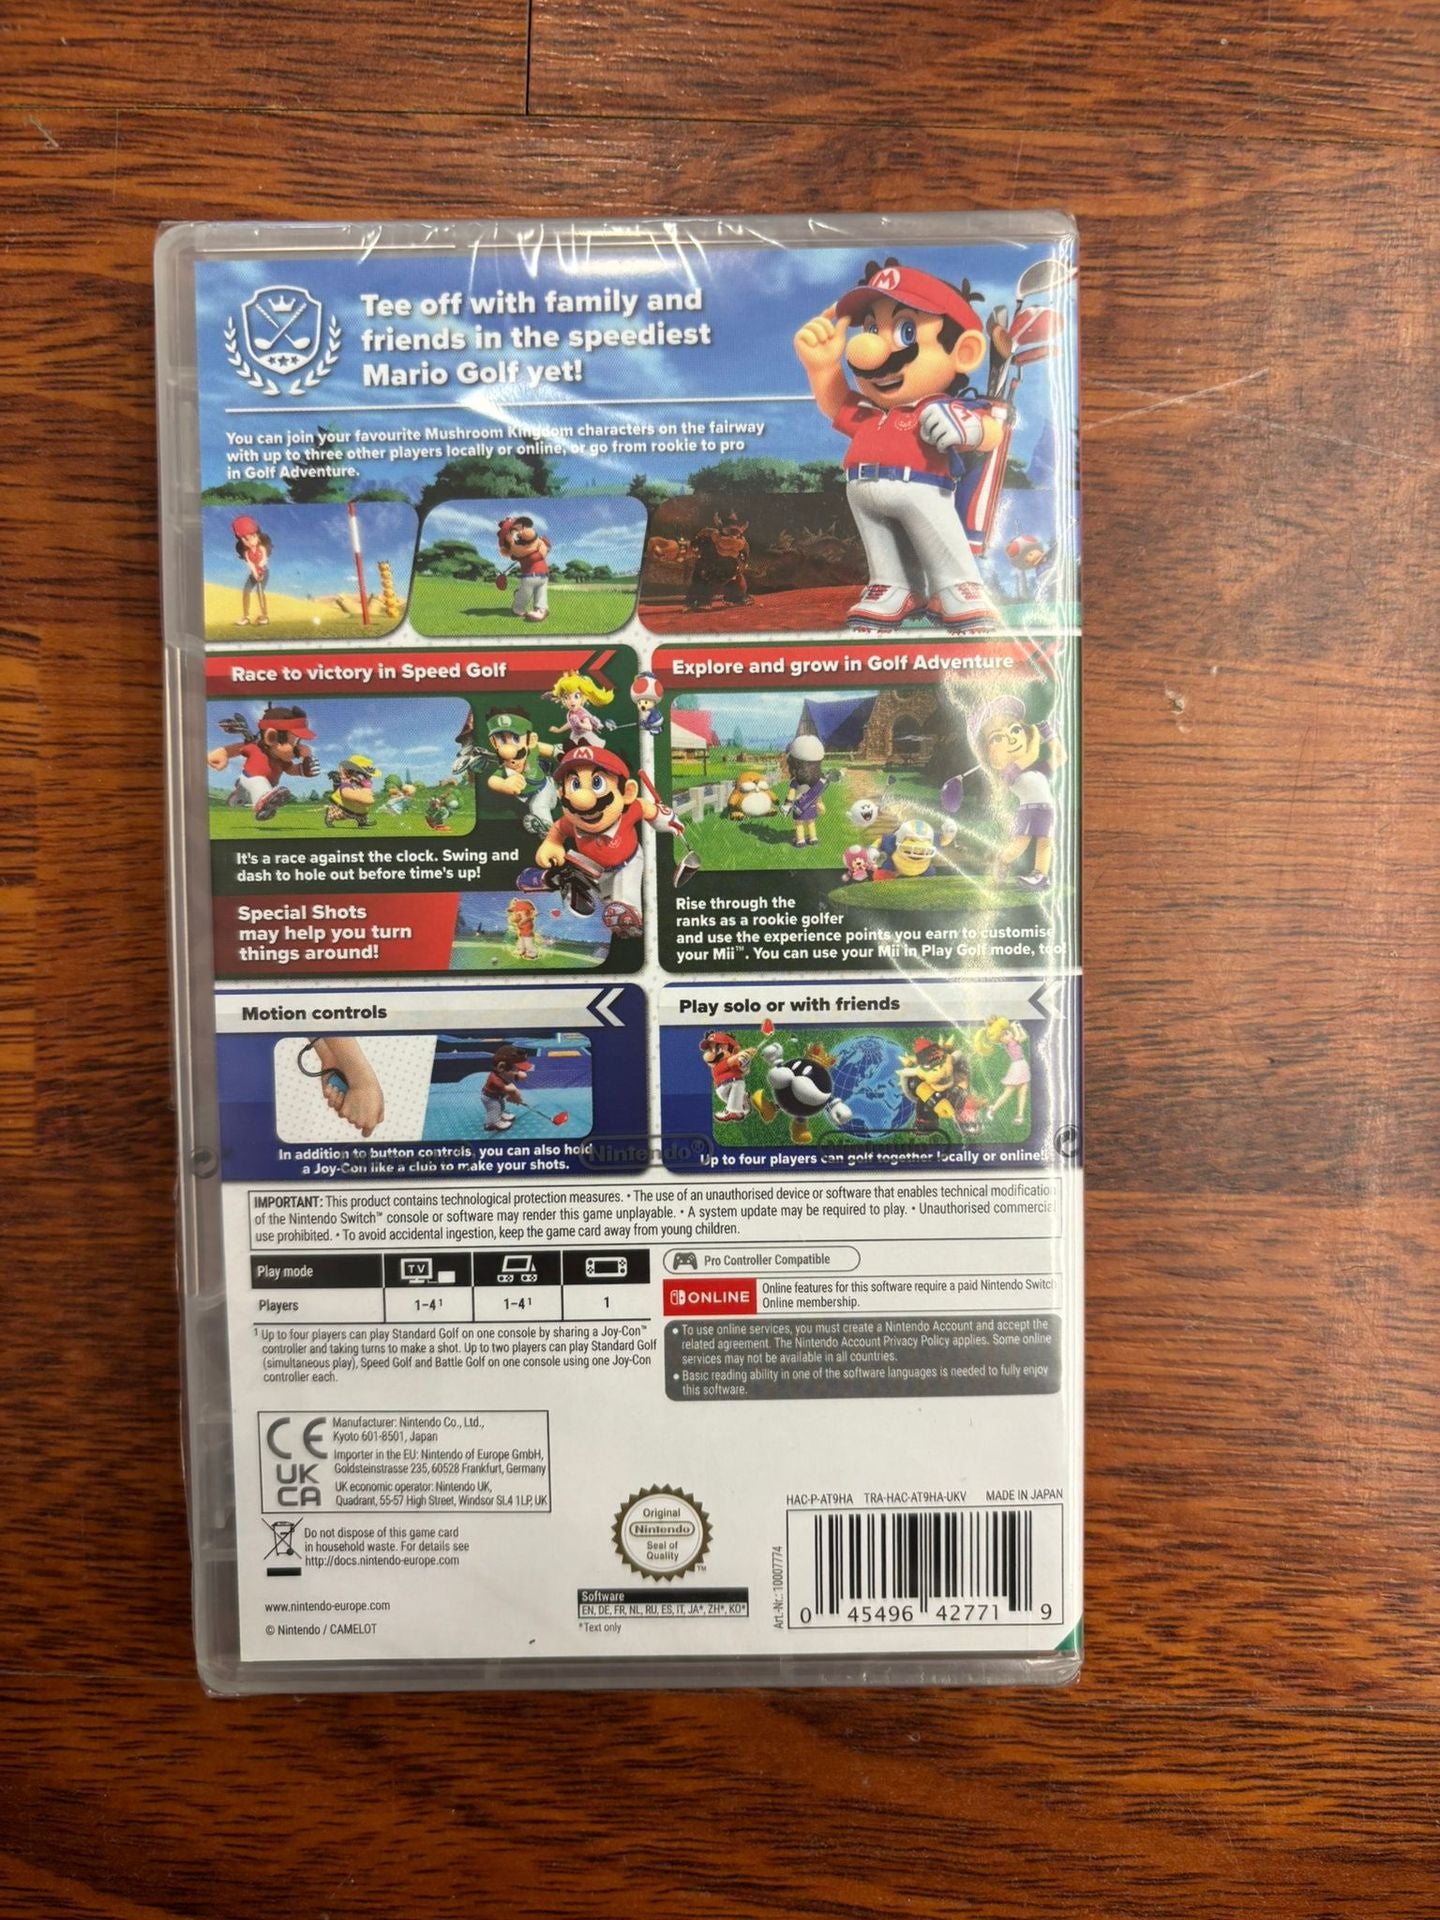 Tee off with family and
friends in the speediest
Mario Golf yet!
You can join your favourite Mushroom Kingdom characters on the fairway
with up to three other players locally or online, or go from rookie to pro
in Golf Adventure.
Race to victory in Speed Golf
It's a race against the clock. Swing and
dash to hole out before time's up!
Special Shots
may help you turn
things around!
Explore and grow in Golf Adventure
Rise through the
ranks as a rookie golfer
and use the experience points you earn to customise
your Mii™. You can use your Mii in Play Golf mode, too!
Motion controls
In addition to button controls, you can also hold
a Joy-Con like a club to make your shots.
Play solo or with friends
Up to four players can golf together locally or online!
Nintendo®
IMPORTANT: This product contains technological protection measures. • The use of an unauthorised device or software that enables technical modification
of the Nintendo Switch™ console or software may render this game unplayable. • A system update may be required to play. • Unauthorised commercial
use prohibited. • To avoid accidental ingestion, keep the game card away from young children.
Play mode TV
Players 1-4¹ 1-4¹ 1
¹ Up to four players can play Standard Golf on one console by sharing a Joy-Con™
controller and taking turns to make a shot. Up to two players can play Standard Golf
(simultaneous play), Speed Golf and Battle Golf on one console using one Joy-Con
controller each.
Pro Controller Compatible
ONLINE
Online features for this software require a paid Nintendo Switch
Online membership.
• To use online services, you must create a Nintendo Account and accept the
related agreement. The Nintendo Account Privacy Policy applies. Some online
services may not be available in all countries.
• Basic reading ability in one of the software languages is needed to fully enjoy
this software.
CE
UK
CA
Manufacturer: Nintendo Co., Ltd.,
Kyoto 601-8501, Japan
Importer in the EU: Nintendo of Europe GmbH,
Goldsteinstrasse 235, 60528 Frankfurt, Germany
UK economic operator: Nintendo UK,
Quadrant, 55-57 High Street, Windsor SL4 1LP, UK
Do not dispose of this game card
in household waste. For details see
http://docs.nintendo-europe.com
www.nintendo-europe.com
© Nintendo / CAMELOT
Original
Nintendo
Seal of
Quality
TM
Software
EN, DE, FR, NL, RU, ES, IT, JA*, ZH*, KO*
*Text only
HAC-P-AT9HA TRA-HAC-AT9HA-UKV MADE IN JAPAN
Art.-Nr.: 10007774
0 45496 42771 9